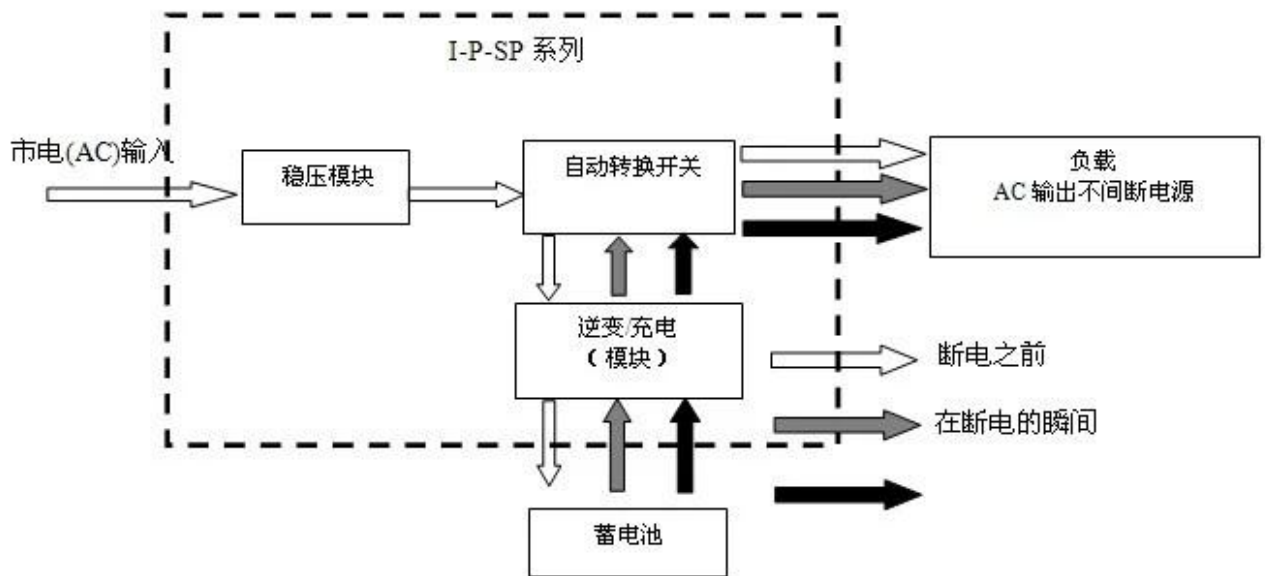 I-P-SP 系列
市电(AC)输入
稳压模块
自动转换开关
负载
AC 输出不间断电源
逆变/充电
（模块）
断电之前
在断电的瞬间
蓄电池